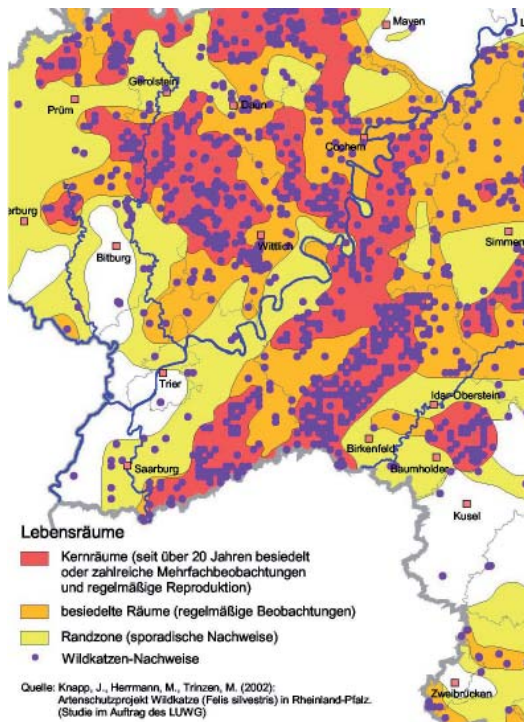 Mayen
Gerolstein
Prüm
Daun
Cochem
erburg
Wittlich
Simmern
Bitburg
Trier
Idar-Oberstein
Birkenfeld
Baumholder
Saarburg
Kusel
Lebensräume
Kernräume (seit über 20 Jahren besiedelt
oder zahlreiche Mehrfachbeobachtungen
und regelmäßige Reproduktion)
besiedelte Räume (regelmäßige Beobachtungen)
Randzone (sporadische Nachweise)
Wildkatzen-Nachweise
Zweibrücken
Quelle: Knapp, J., Herrmann, M., Trinzen, M. (2002):
Artenschutzprojekt Wildkatze (Felis silvestris) in Rheinland-Pfalz.
(Studie im Auftrag des LUWG)